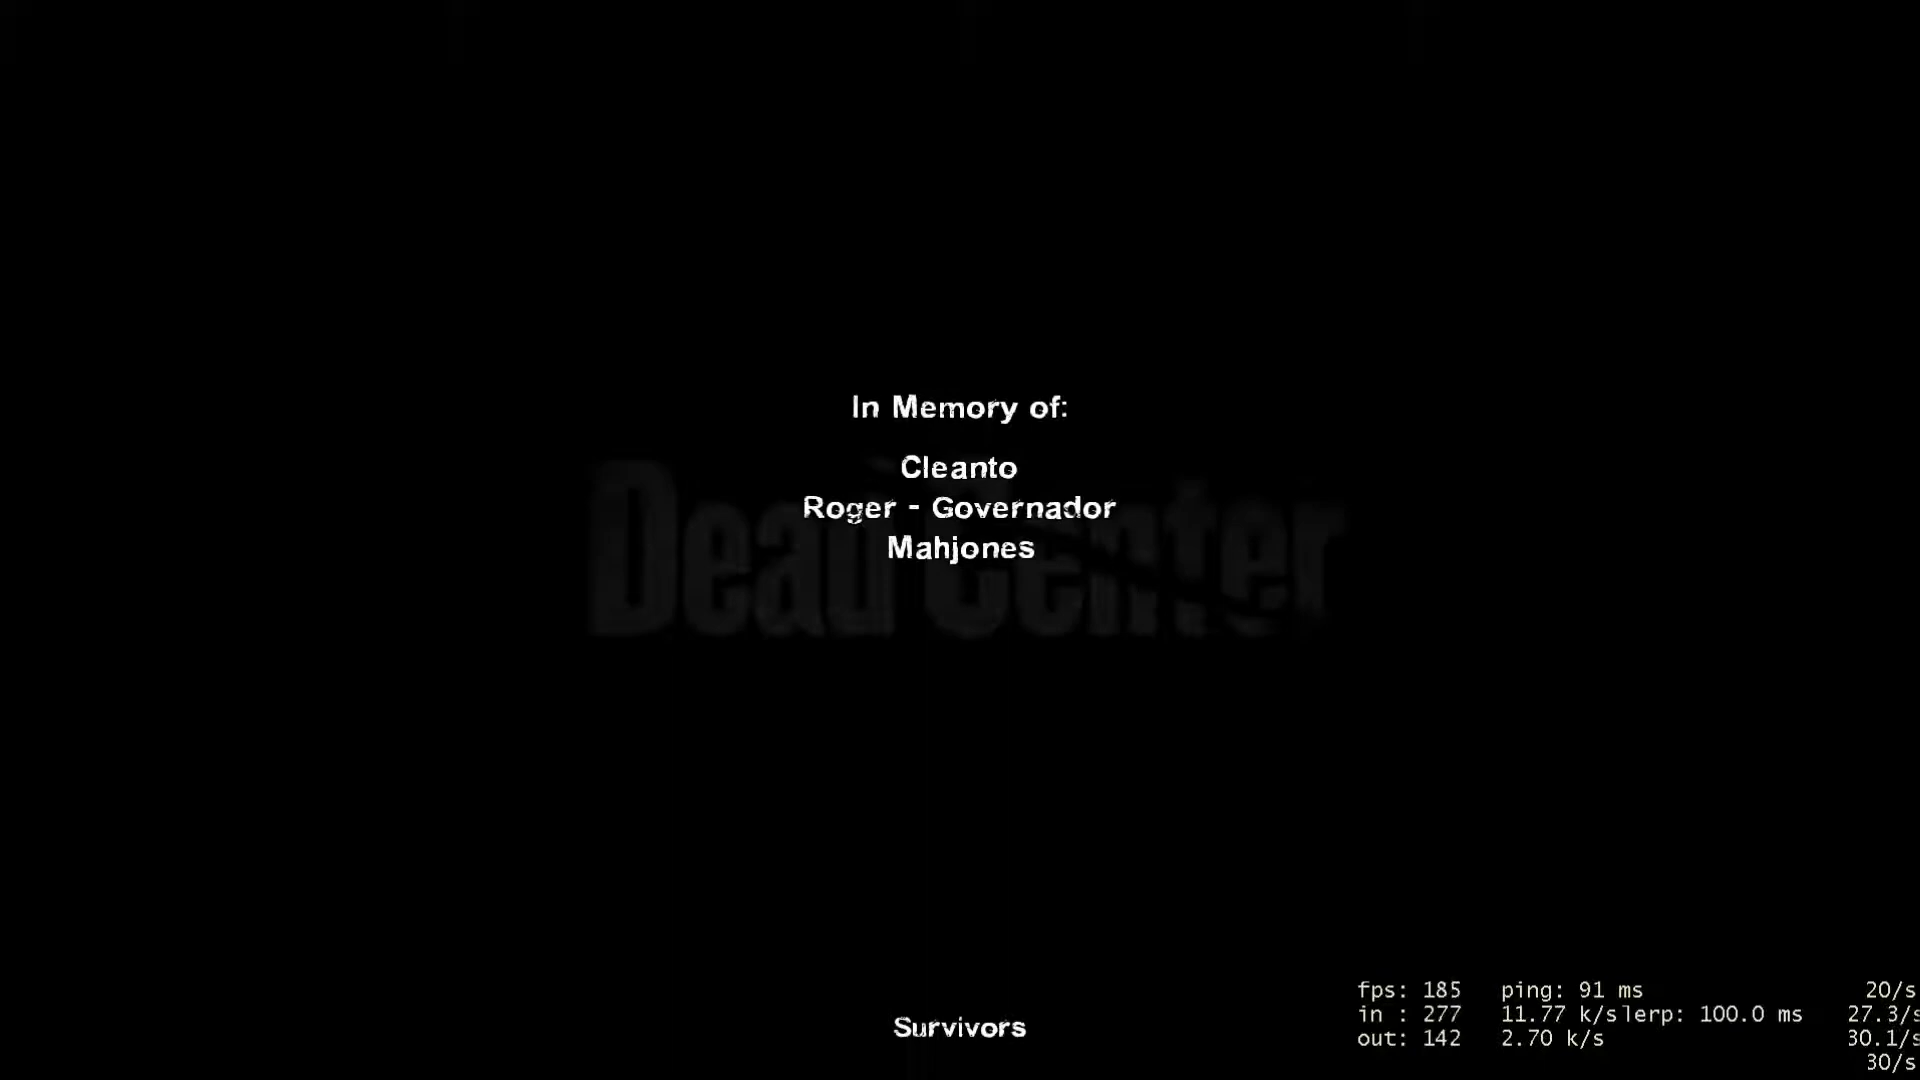 In Memory of:
Cleanto
Roger - Governador
Mahjones
Dead Center
Survivors
fps: 185 ping: 91 ms 20/s
in : 277 11.77 k/s lerp: 100.0 ms 27.3/s
out: 142 2.70 k/s 30.1/s
30/s